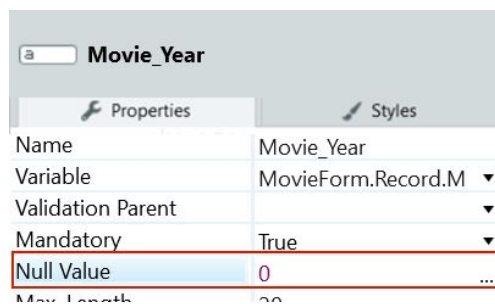 a Movie_Year
Properties Styles
Name Movie_Year
Variable MovieForm.Record.M
Validation Parent
Mandatory True
Null Value 0 ...
Max. Length 20